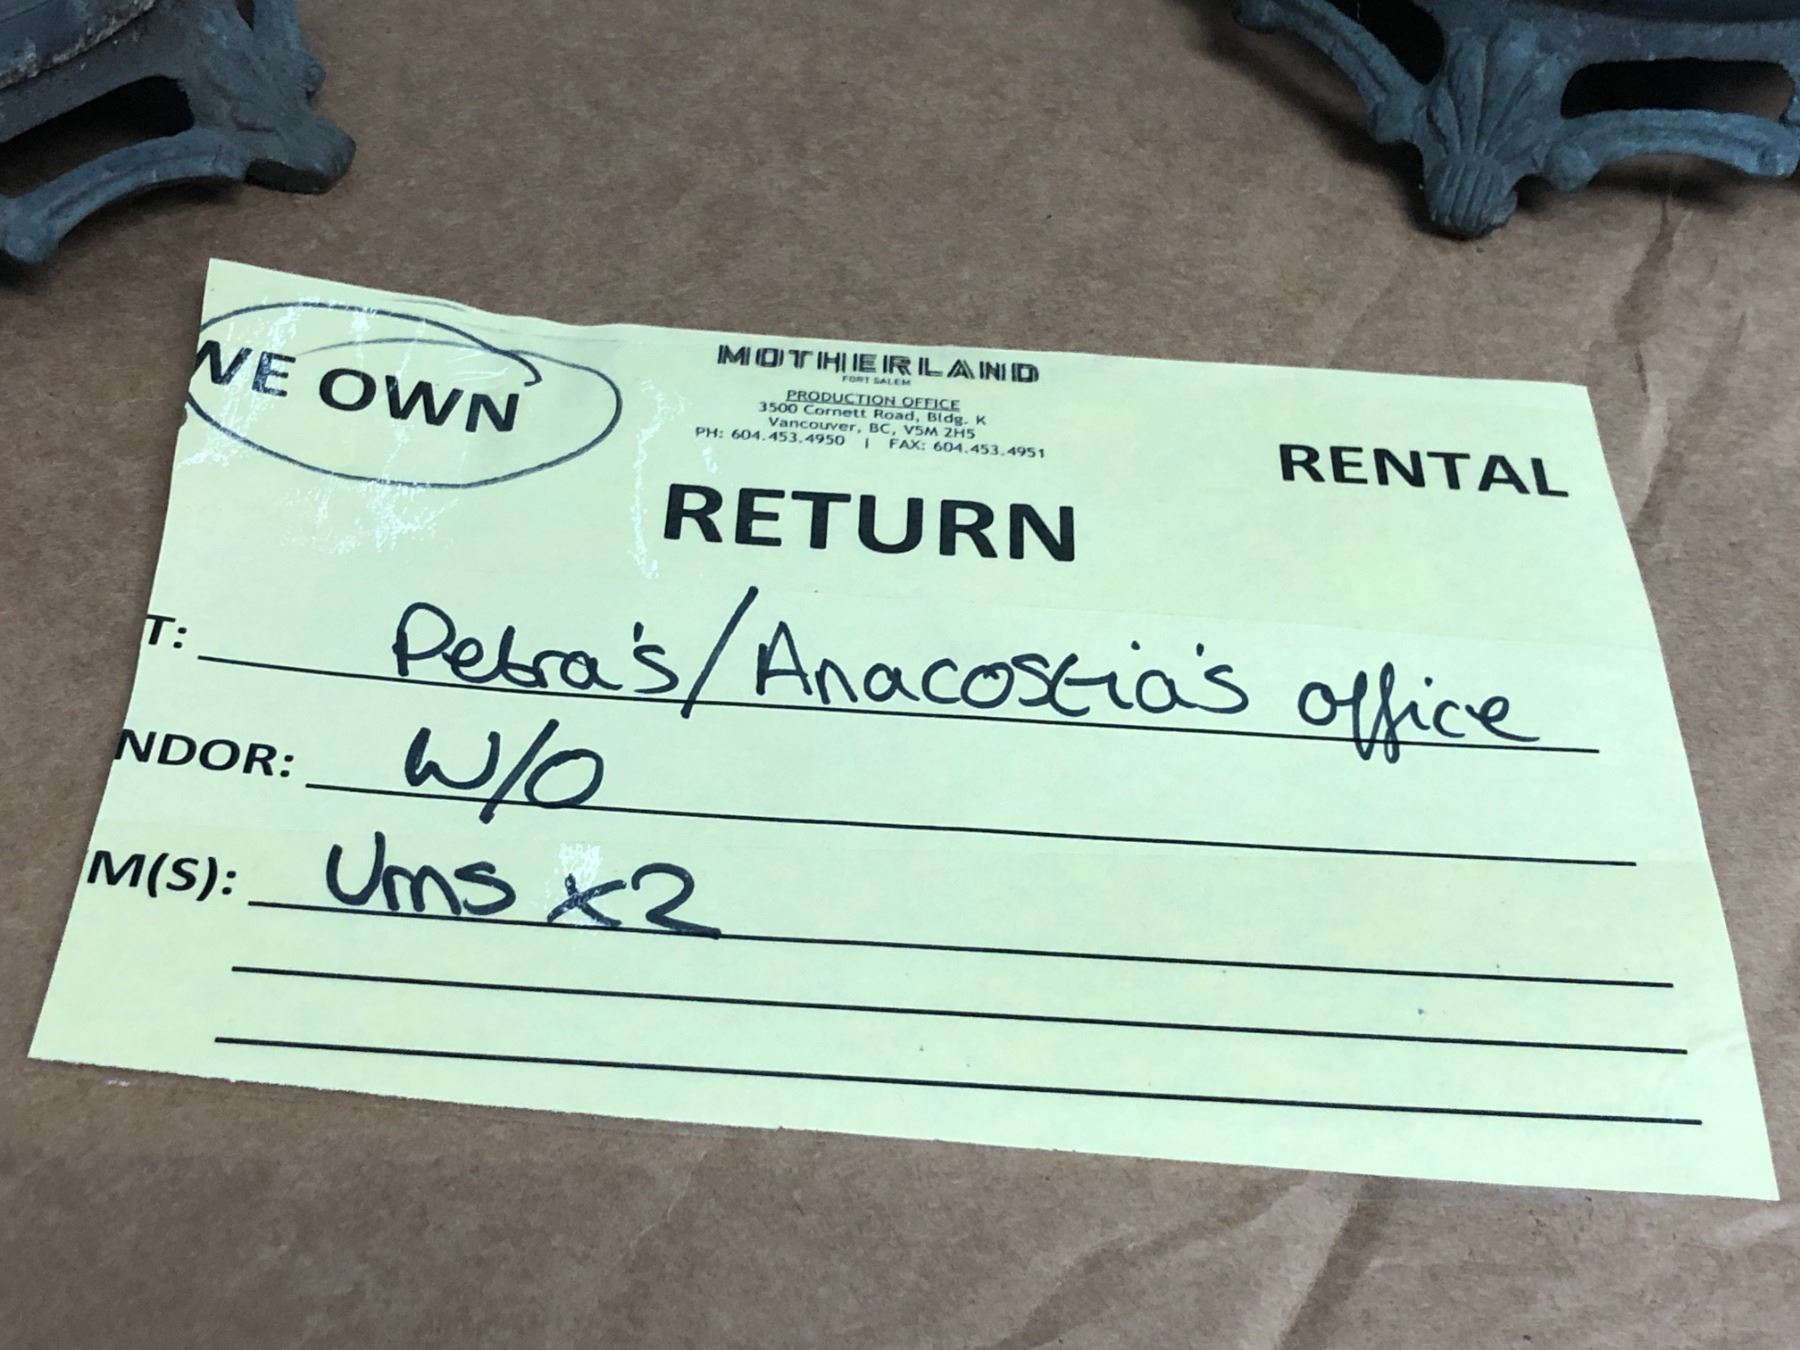 WE OWN
MOTHERLAND
FORT SALEM
PRODUCTION OFFICE
3500 Cornett Road, Bldg. K
Vancouver, BC, V5M 2H5
PH: 604.453.4950 | FAX: 604.453.4951
RENTAL
RETURN
T: Petra's/Anacostia's office
NDOR: W/O
M(S): Urns x2